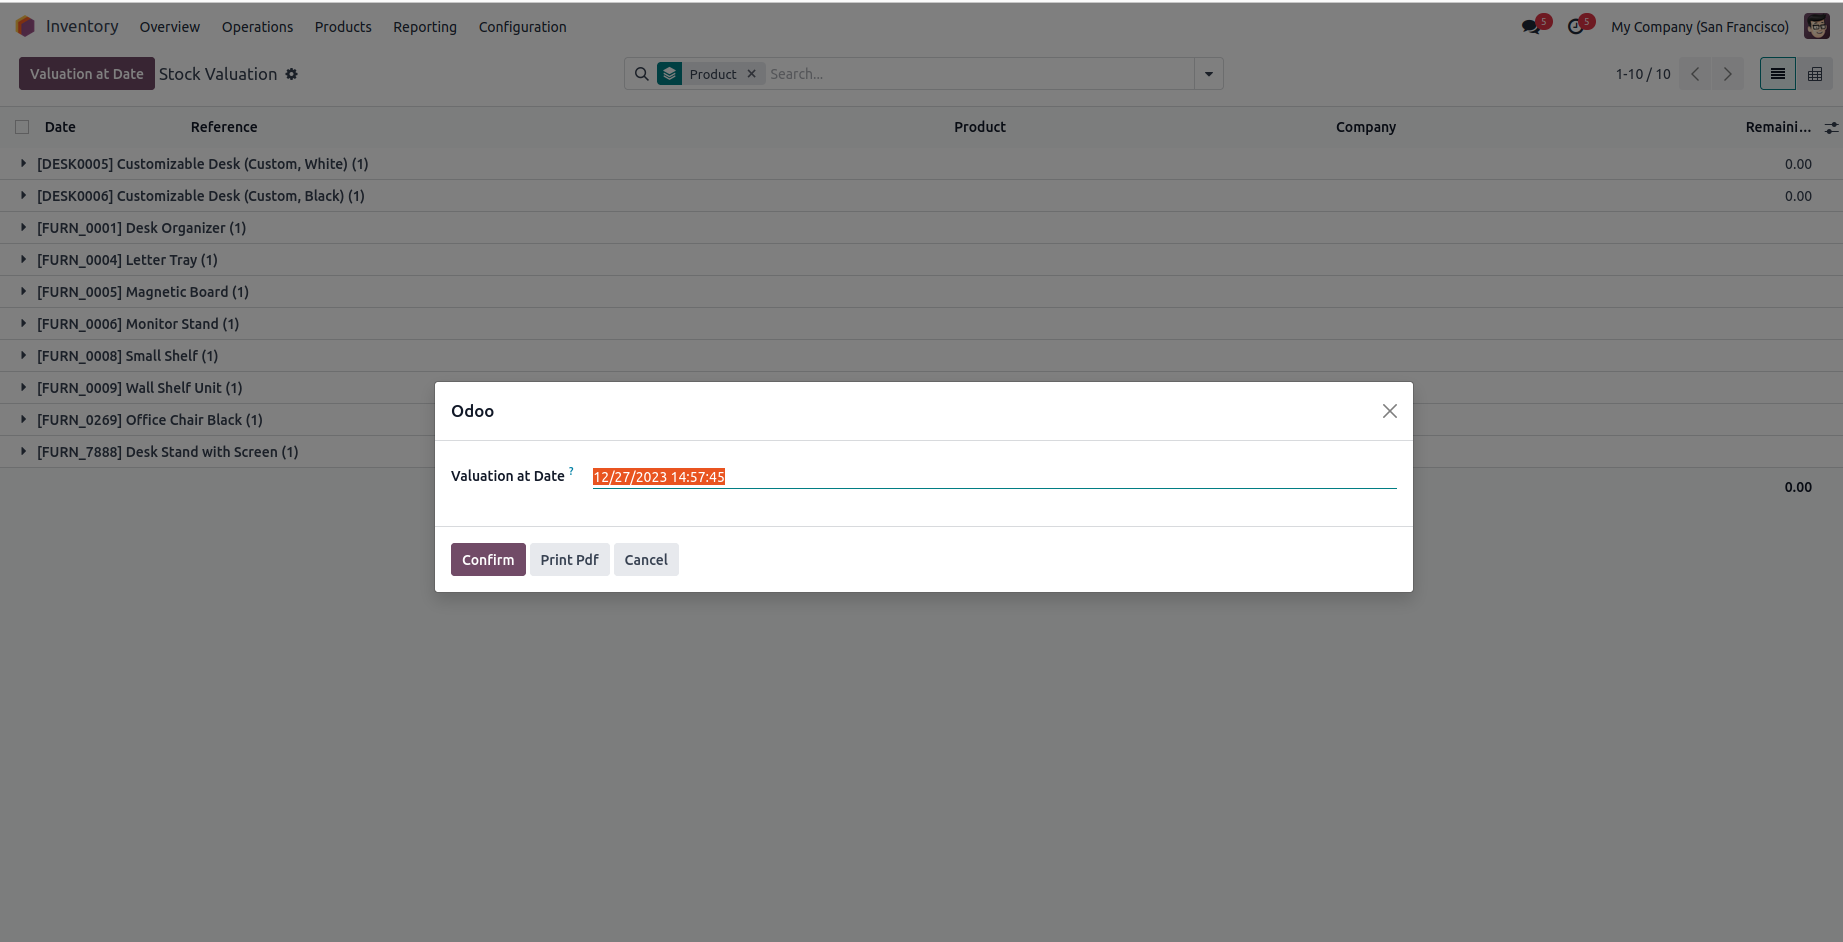 Inventory Overview Operations Products Reporting Configuration 5 5 My Company (San Francisco)
Valuation at Date Stock Valuation Product Search... 1-10 / 10
Date Reference Product Company Remaini...
[DESK0005] Customizable Desk (Custom, White) (1) 0.00
[DESK0006] Customizable Desk (Custom, Black) (1) 0.00
[FURN_0001] Desk Organizer (1)
[FURN_0004] Letter Tray (1)
[FURN_0005] Magnetic Board (1)
[FURN_0006] Monitor Stand (1)
[FURN_0008] Small Shelf (1)
[FURN_0009] Wall Shelf Unit (1)
[FURN_0269] Office Chair Black (1)
[FURN_7888] Desk Stand with Screen (1)
0.00
Odoo
Valuation at Date ? 12/27/2023 14:57:45
Confirm Print Pdf Cancel